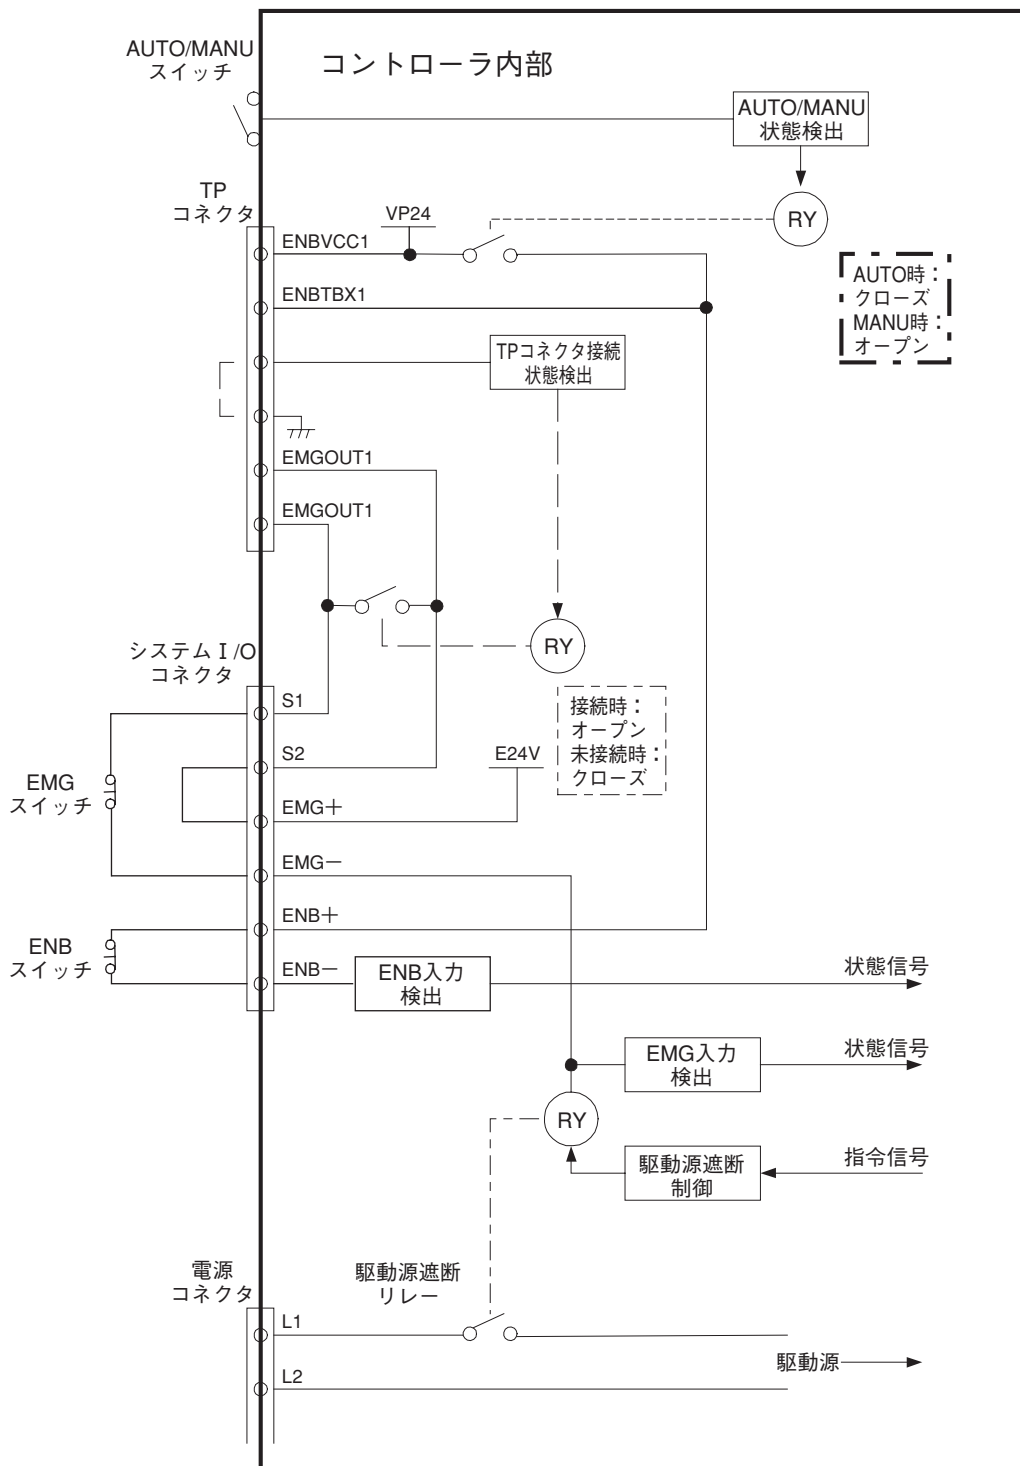 AUTO/MANU
スイッチ
コントローラ内部
AUTO/MANU
状態検出
TP
コネクタ
ENBVCC1
VP24
RY
AUTO時：
クローズ
MANU時：
オープン
ENBTBX1
TPコネクタ接続
状態検出
EMGOUT1
EMGOUT1
RY
接続時：
オープン
未接続時：
クローズ
システムI/O
コネクタ
S1
S2
E24V
EMG
スイッチ
EMG＋
EMG－
ENB＋
ENB
スイッチ
ENB－
ENB入力
検出
状態信号
EMG入力
検出
状態信号
RY
駆動源遮断
制御
指令信号
電源
コネクタ
駆動源遮断
リレー
L1
駆動源
L2